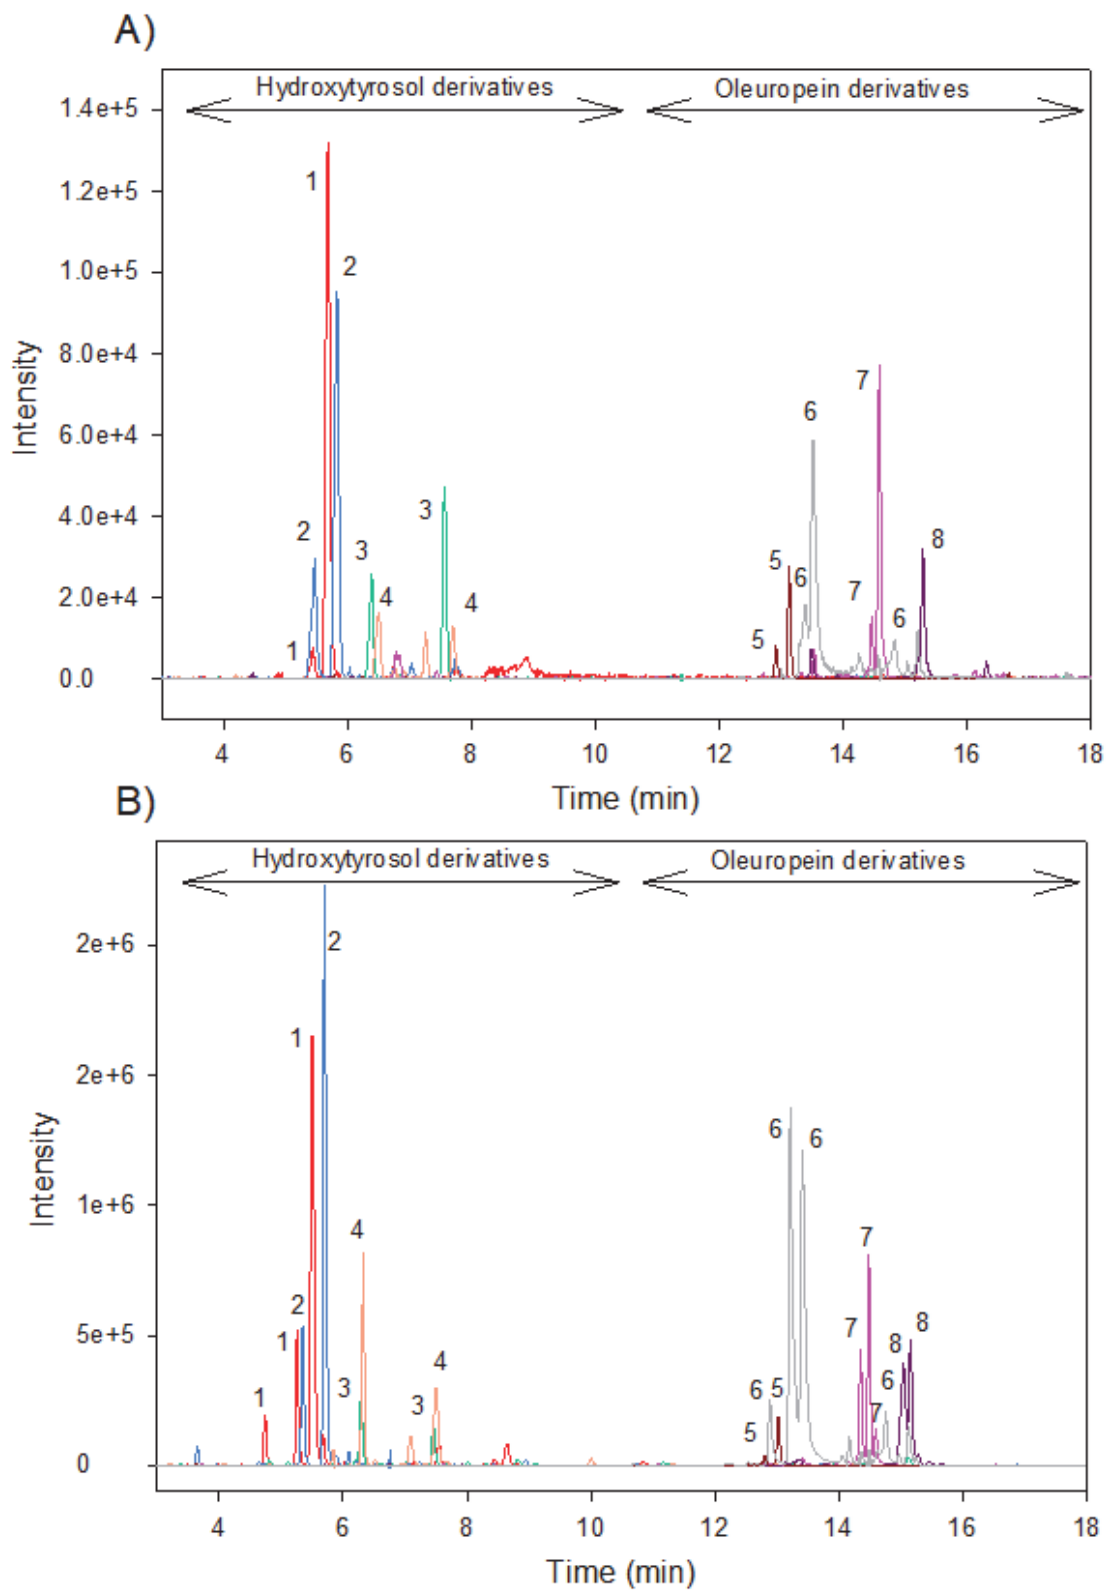 A)
Hydroxytyrosol derivatives
Oleuropein derivatives
1.4e+5
1.2e+5
1.0e+5
8.0e+4
6.0e+4
4.0e+4
2.0e+4
0.0
Intensity
1
2
2
1
3
4
3
4
5
5
6
6
7
7
6
8
4 6 8 10 12 14 16 18
Time (min)
B)
Hydroxytyrosol derivatives
Oleuropein derivatives
2e+6
2e+6
1e+6
5e+5
0
Intensity
1
1
2
1
2
3
4
3
4
5
6
5
6
6
7
7
7
6
8
8
4 6 8 10 12 14 16 18
Time (min)